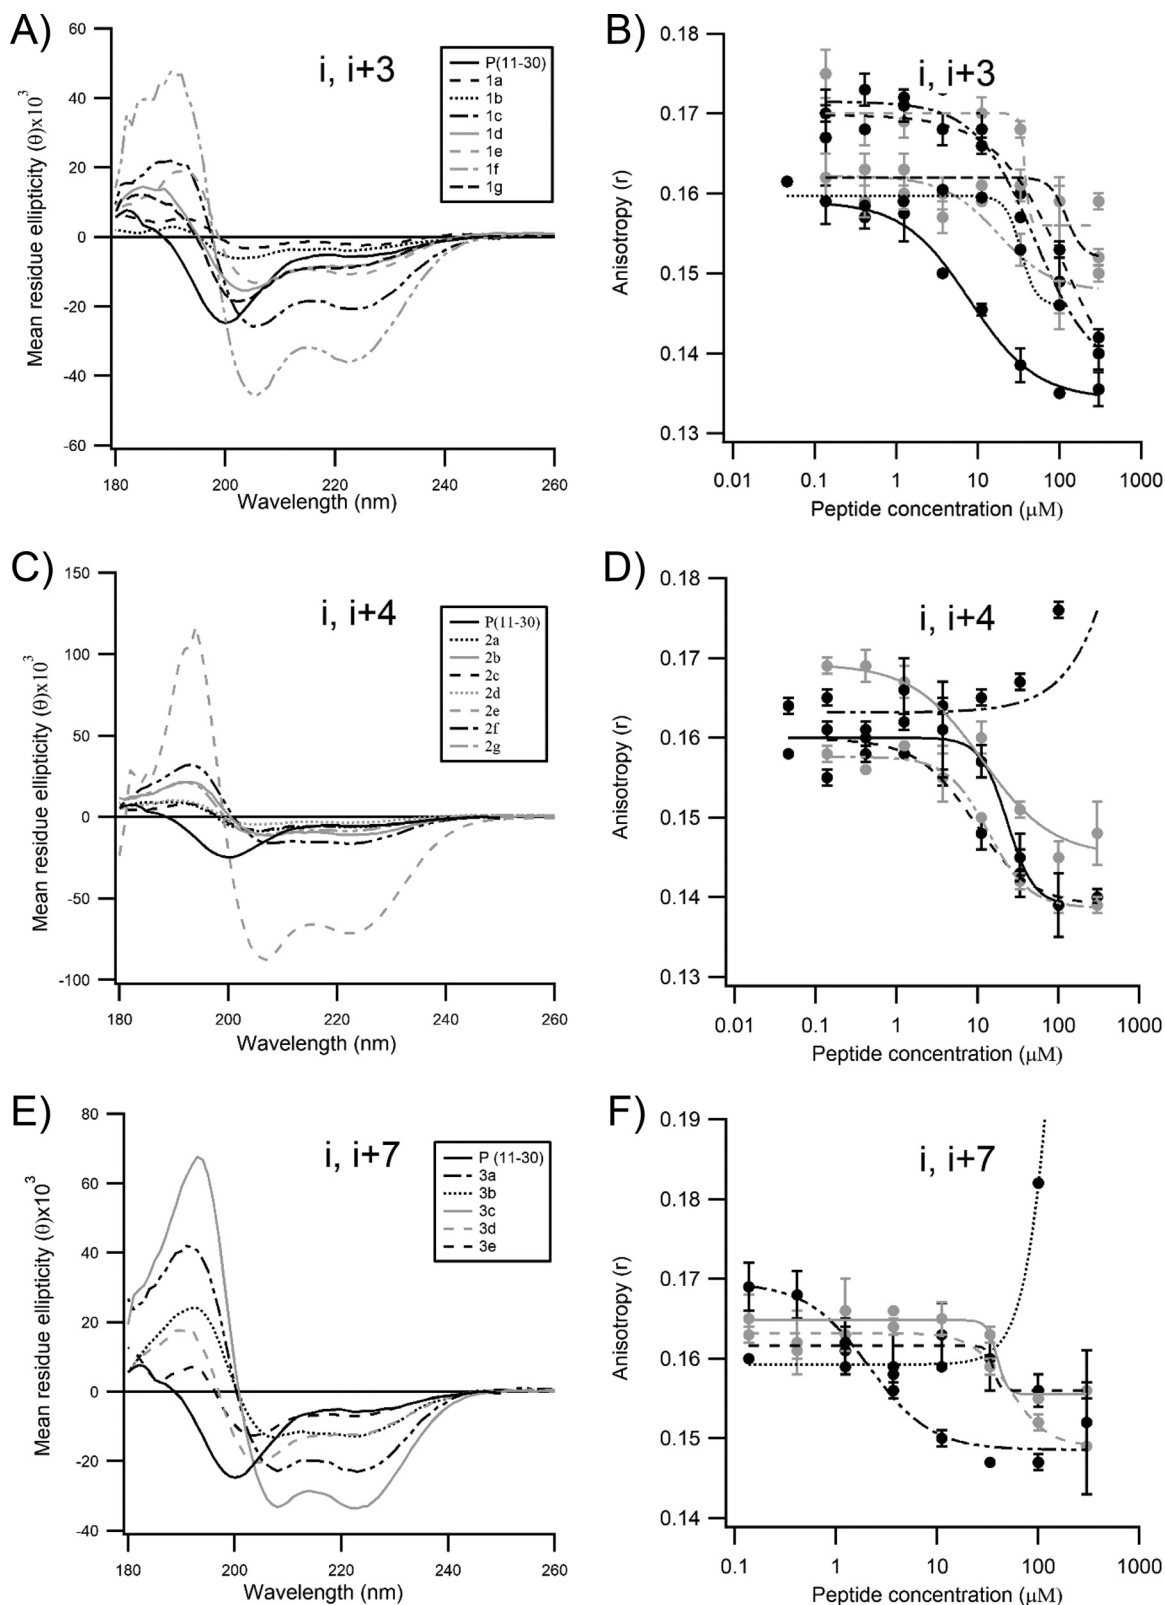 A)
i, i+3
Mean residue ellipticity (θ)x10³
60
40
20
0
-20
-40
-60
180
200
220
240
260
Wavelength (nm)
P(11-30)
1a
1b
1c
1d
1e
1f
1g
B)
i, i+3
Anisotropy (r)
0.18
0.17
0.16
0.15
0.14
0.13
0.01
0.1
1
10
100
1000
Peptide concentration (μM)
C)
i, i+4
Mean residue ellipticity (θ)x10³
150
100
50
0
-50
-100
180
200
220
240
260
Wavelength (nm)
P(11-30)
2a
2b
2c
2d
2e
2f
2g
D)
i, i+4
Anisotropy (r)
0.18
0.17
0.16
0.15
0.14
0.13
0.01
0.1
1
10
100
1000
Peptide concentration (μM)
E)
i, i+7
Mean residue ellipticity (θ)x10³
80
60
40
20
0
-20
-40
180
200
220
240
260
Wavelength (nm)
P (11-30)
3a
3b
3c
3d
3e
F)
i, i+7
Anisotropy (r)
0.19
0.18
0.17
0.16
0.15
0.14
0.1
1
10
100
1000
Peptide concentration (μM)